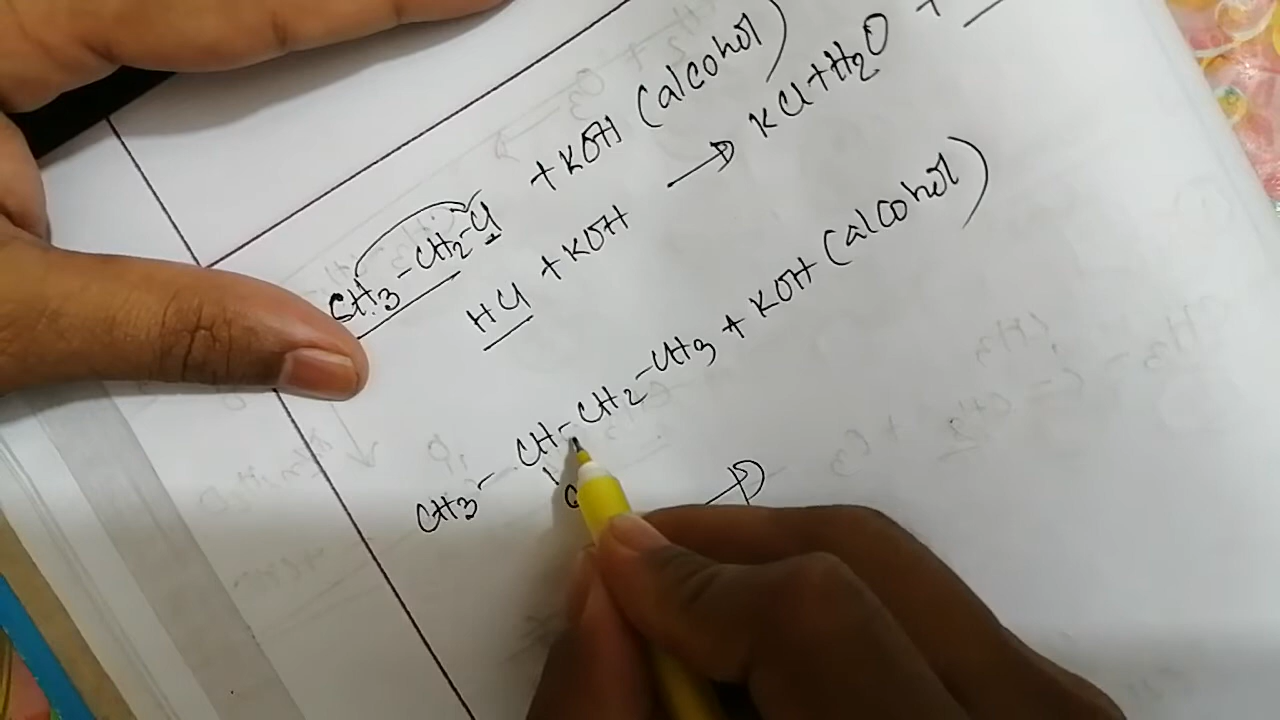 CH3-CH2-Cl + KOH (alcohol)
HCl + KOH → KCl + H2O +
CH3-CH-CH2-CH3 + KOH (alcohol)
→